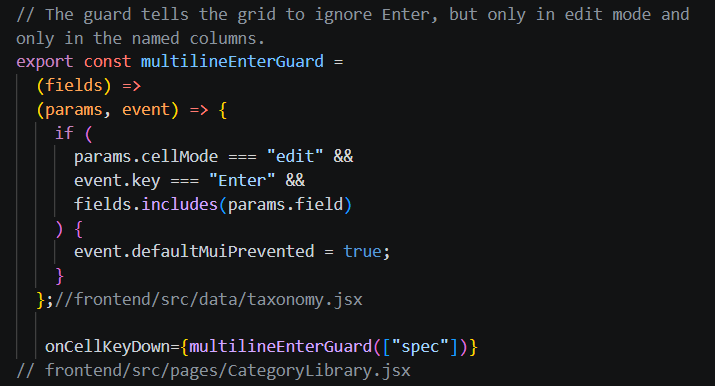 // The guard tells the grid to ignore Enter, but only in edit mode and
only in the named columns.
export const multilineEnterGuard =
  (fields) =>
  (params, event) => {
    if (
      params.cellMode === "edit" &&
      event.key === "Enter" &&
      fields.includes(params.field)
    ) {
      event.defaultMuiPrevented = true;
    }
  };//frontend/src/data/taxonomy.jsx

   onCellKeyDown={multilineEnterGuard(["spec"])}
// frontend/src/pages/CategoryLibrary.jsx